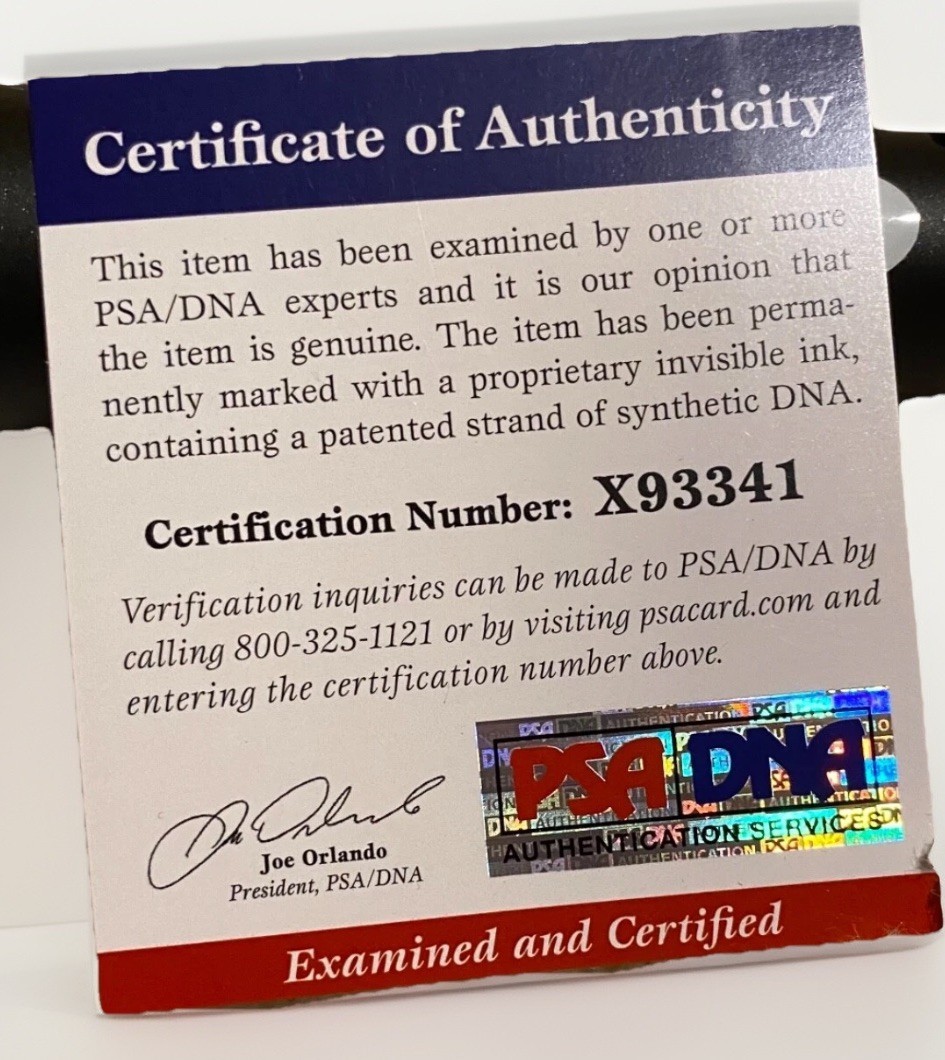 Certificate of Authenticity
This item has been examined by one or more
PSA/DNA experts and it is our opinion that
the item is genuine. The item has been perma-
nently marked with a proprietary invisible ink,
containing a patented strand of synthetic DNA.
Certification Number: X93341
Verification inquiries can be made to PSA/DNA by
calling 800-325-1121 or by visiting psacard.com and
entering the certification number above.
PSA DNA
AUTHENTICATION SERVICES
Joe Orlando
President, PSA/DNA
Examined and Certified